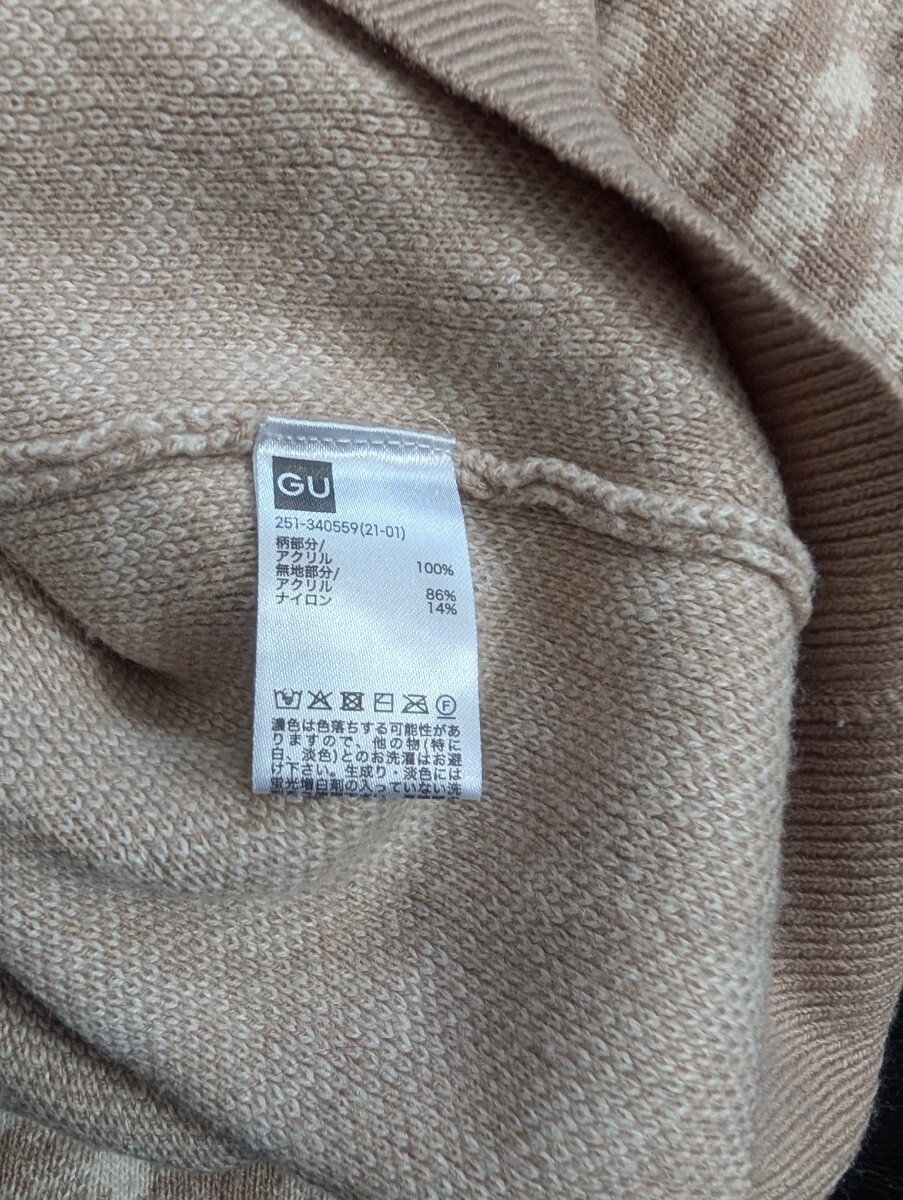 GU
251-340559(21-01)
柄部分/
アクリル 100%
無地部分/
アクリル 86%
ナイロン 14%
F
濃色は色落ちする可能性があ
りますので、他の物(特に
白、淡色)とのお洗濯はお避
け下さい。生成り・淡色には
蛍光増白剤の入っていない洗